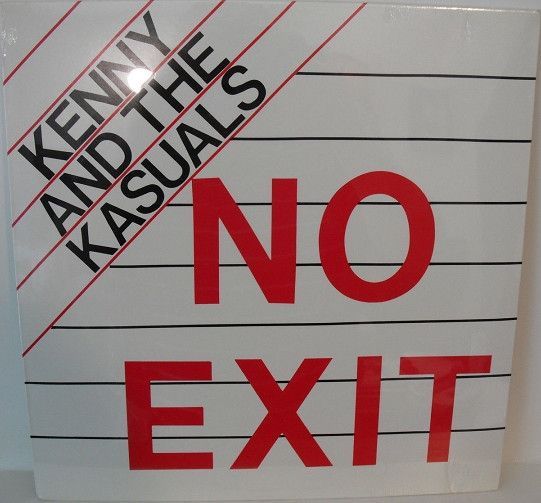 KENNY
AND THE
KASUALS
NO
EXIT